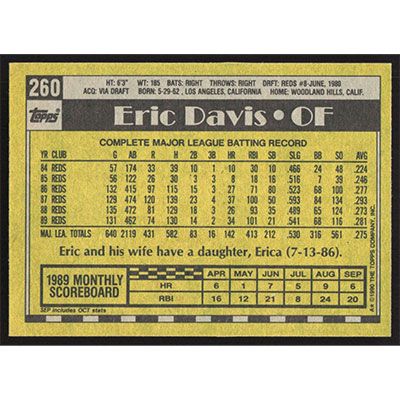 260
HT: 6'3" WT: 185 BATS: RIGHT THROWS: RIGHT DRFT: REDS #8-JUNE, 1980
ACQ: VIA DRAFT BORN: 5-29-62, LOS ANGELES, CALIFORNIA HOME: WOODLAND HILLS, CALIF.
Topps
Eric Davis • OF
COMPLETE MAJOR LEAGUE BATTING RECORD
YR CLUB G AB R H 2B 3B HR RBI SB SLG BB SO AVG
84 REDS 57 174 33 39 10 1 10 30 10 .466 24 48 .224
85 REDS 56 122 26 30 3 3 8 18 16 .516 7 39 .246
86 REDS 132 415 97 115 15 3 27 71 80 .523 68 100 .277
87 REDS 129 474 120 139 23 4 37 100 50 .593 84 134 .293
88 REDS 135 472 81 129 18 3 26 93 35 .489 65 124 .273
89 REDS 131 462 74 130 14 2 34 101 21 .541 68 116 .281
MAJ. LEA. TOTALS 640 2119 431 582 83 16 142 413 212 .530 316 561 .275
Eric and his wife have a daughter, Erica (7-13-86).
1989 MONTHLY SCOREBOARD
APR MAY JUN JUL AUG SEP
HR 6 1 5 7 9 6
RBI 16 12 21 8 24 20
SEP includes OCT stats
A★ ©1990 THE TOPPS COMPANY, INC.